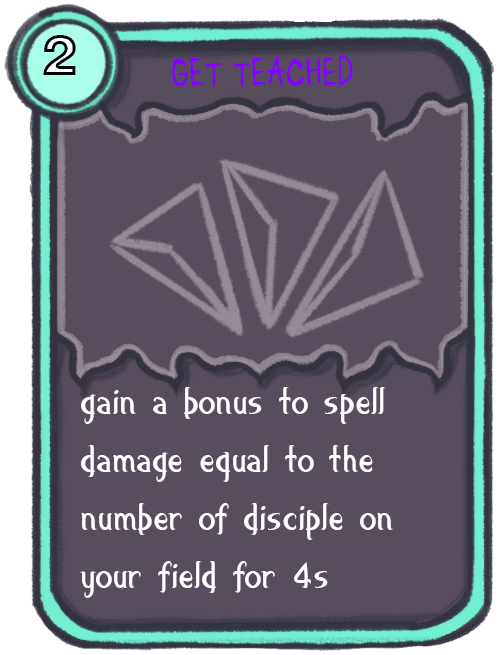 2
GET TEACHED
gain a bonus to spell
damage equal to the
number of disciple on
your field for 4s